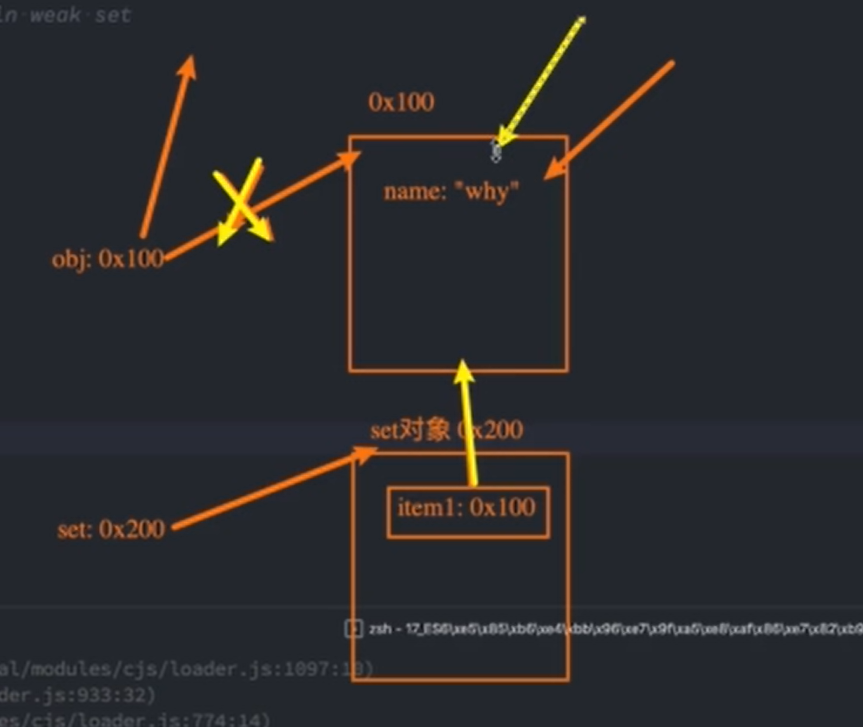 in weak set
0x100
name: "why"
obj: 0x100
set对象 0x200
item1: 0x100
set: 0x200
zsh - 17_ES6\xe5\x85\xb6\xe4\xbb\x96\xe7\x9f\xa5\xe8\xaf\x86\xe7\x82\xb9
al/modules/cjs/loader.js:1097:10)
der.js:933:32)
es/cjs/loader.js:774:14)